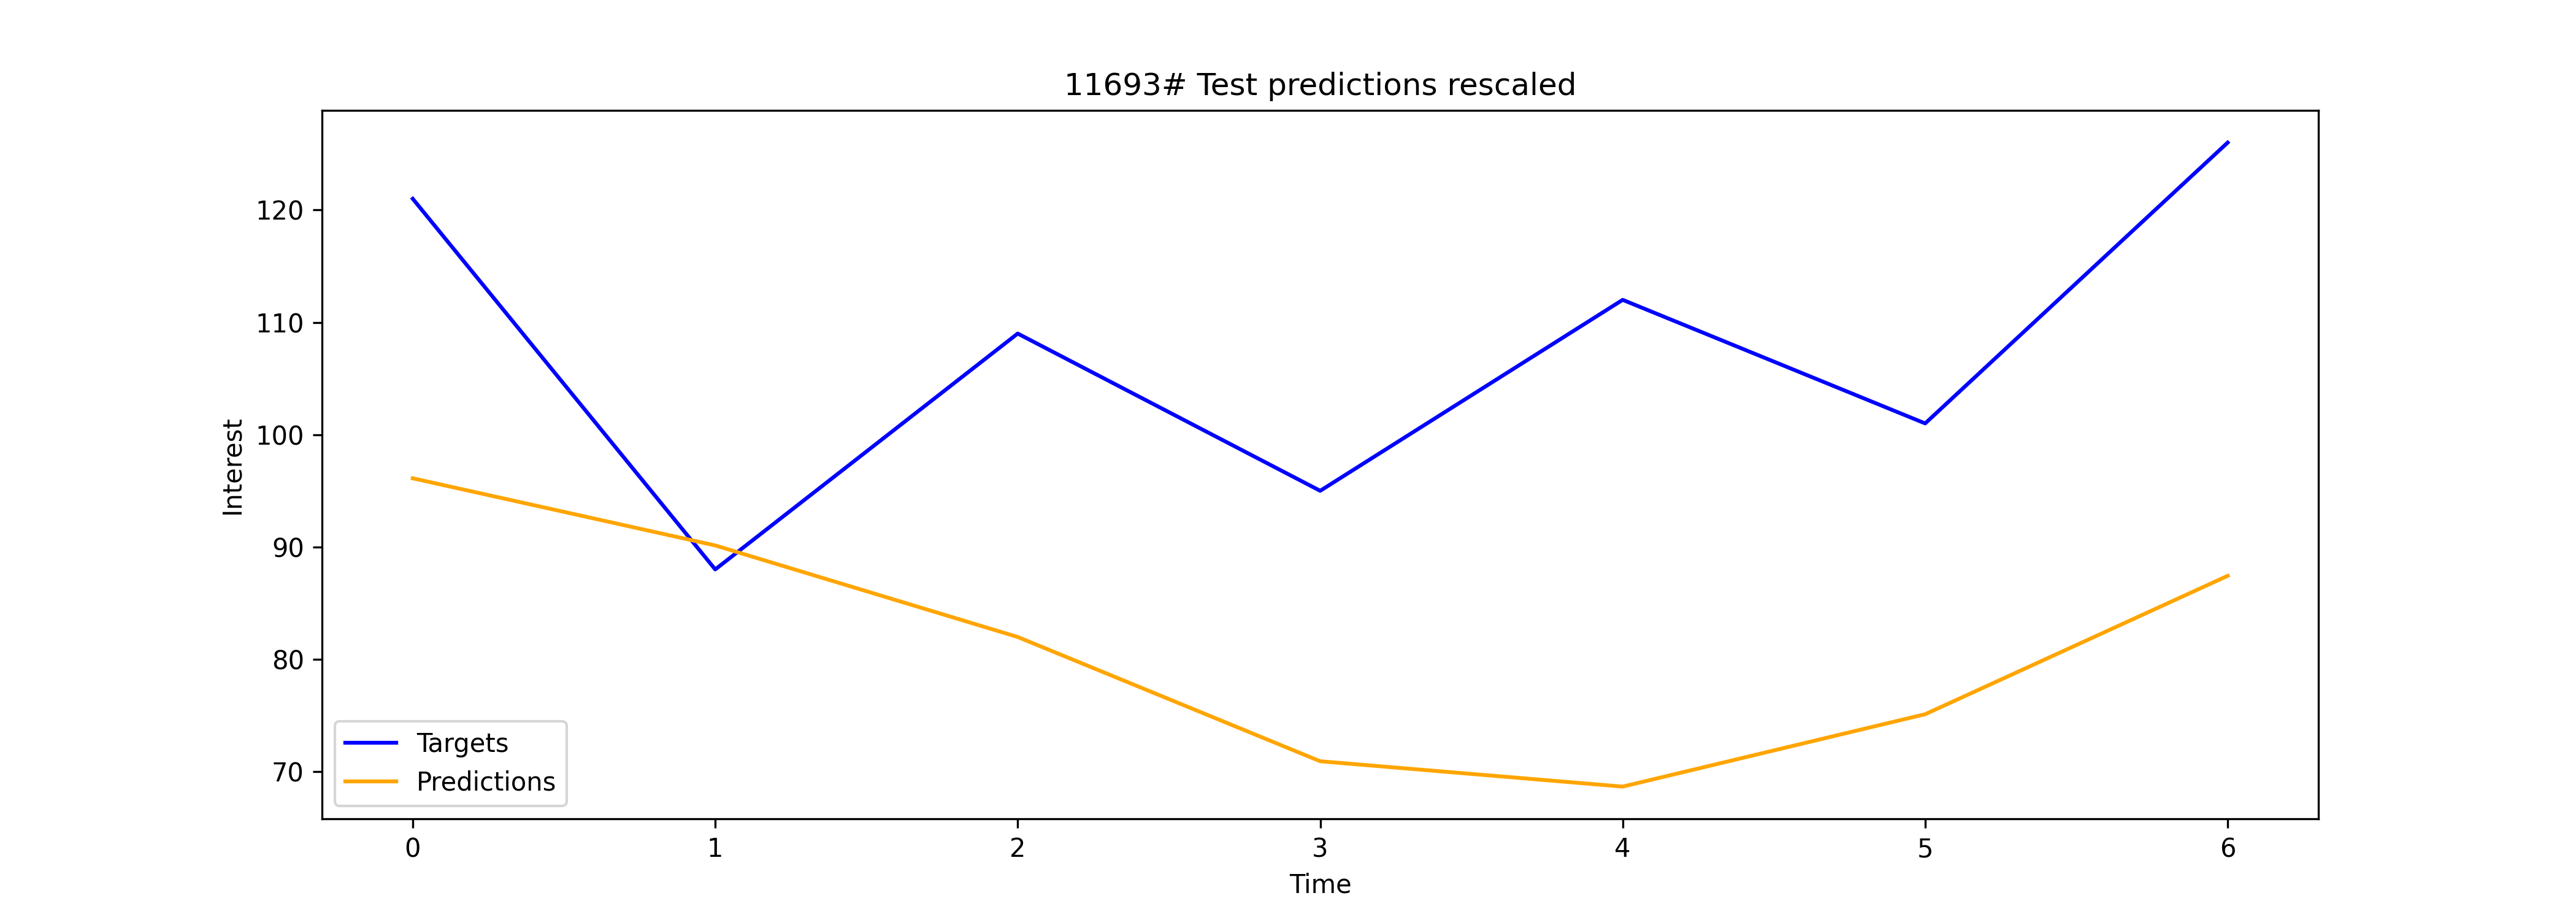 11693# Test predictions rescaled
Interest
120
110
100
90
80
70
Targets
Predictions
0 1 2 3 4 5 6
Time